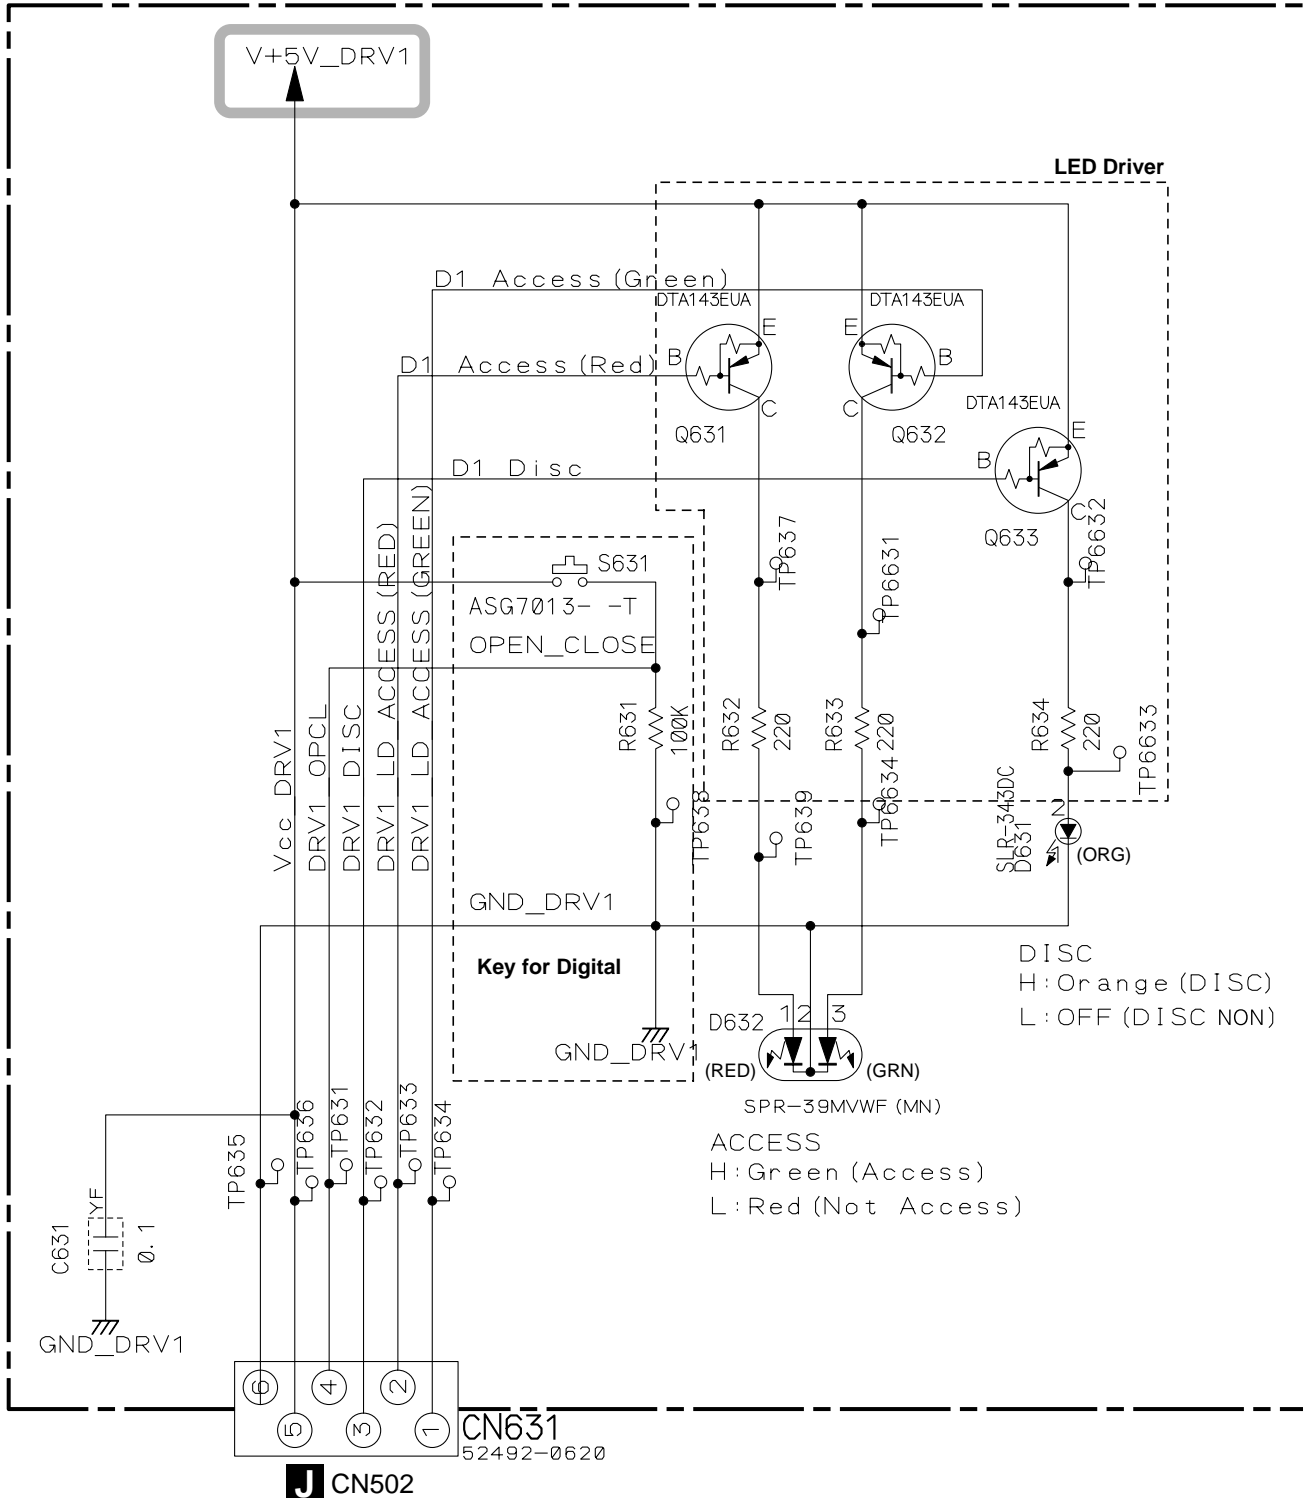 V+5V_DRV1
LED Driver
D1 Access (Green)
DTA143EUA
DTA143EUA
E
E
D1 Access (Red)
B
B
DTA143EUA
C
C
Q631
Q632
E
D1 Disc
B
C
Q633
TP637
TP6631
TP6632
S631
ASG7013- -T
OPEN_CLOSE
Vcc_DRV1
DRV1 OPCL
DRV1 DISC
DRV1 LD ACCESS (RED)
DRV1 LD ACCESS (GREEN)
R631
100K
R632
220
R633
220
R634
220
TP6633
TP638
TP639
TP6634
SLR-343DC
D631
2
1
(ORG)
GND_DRV1
Key for Digital
DISC
H:Orange (DISC)
L:OFF (DISC NON)
D632
1
2
3
GND_DRV1
(RED)
(GRN)
SPR-39MVWF (MN)
ACCESS
H:Green (Access)
L:Red (Not Access)
TP635
TP636
TP631
TP632
TP633
TP634
C631
YF
0.1
GND_DRV1
6
4
2
5
3
1
CN631
52492-0620
J CN502